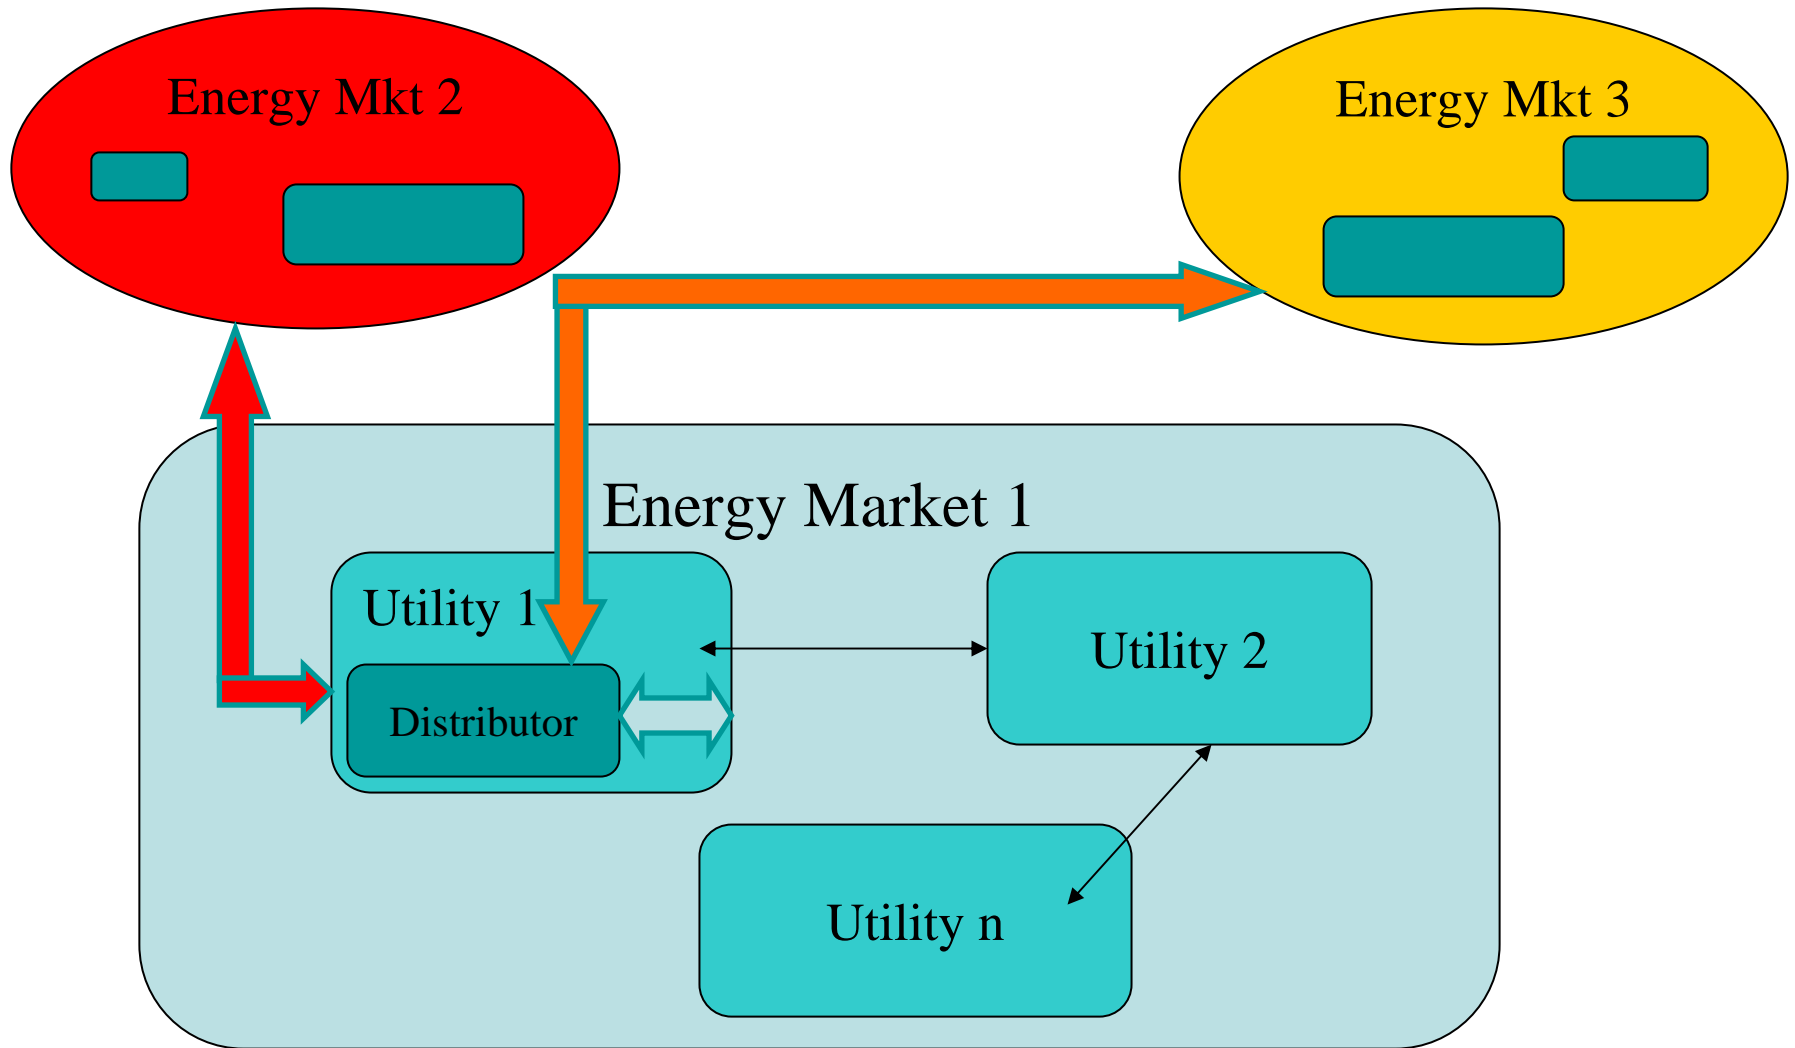 Energy Mkt 2
Energy Mkt 3
Energy Market 1
Utility 1
Utility 2
Distributor
Utility n